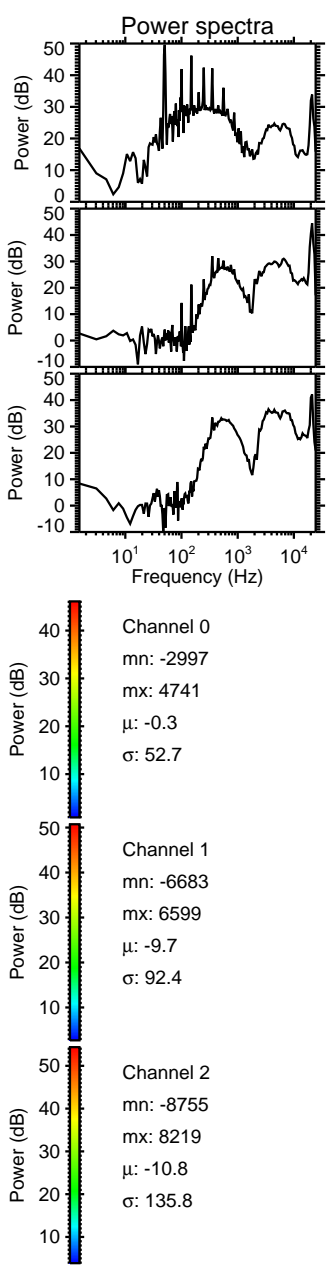 Power spectra
50
40
30
20
10
0
Power (dB)
50
40
30
20
10
0
-10
Power (dB)
50
40
30
20
10
0
-10
Power (dB)
10¹ 10² 10³ 10⁴
Frequency (Hz)
40
30
20
10
Power (dB)
Channel 0
mn: -2997
mx: 4741
μ: -0.3
σ: 52.7
50
40
30
20
10
Power (dB)
Channel 1
mn: -6683
mx: 6599
μ: -9.7
σ: 92.4
50
40
30
20
10
Power (dB)
Channel 2
mn: -8755
mx: 8219
μ: -10.8
σ: 135.8